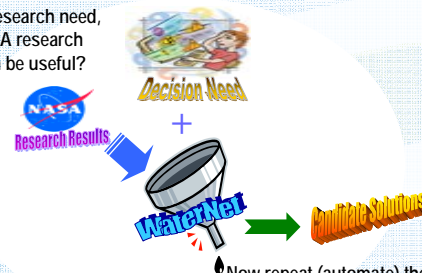 esearch need,
A research
be useful?
Decision Need
NASA
Research Results
+
WaterNet
Candidate Solutions
Now repeat (automate) the